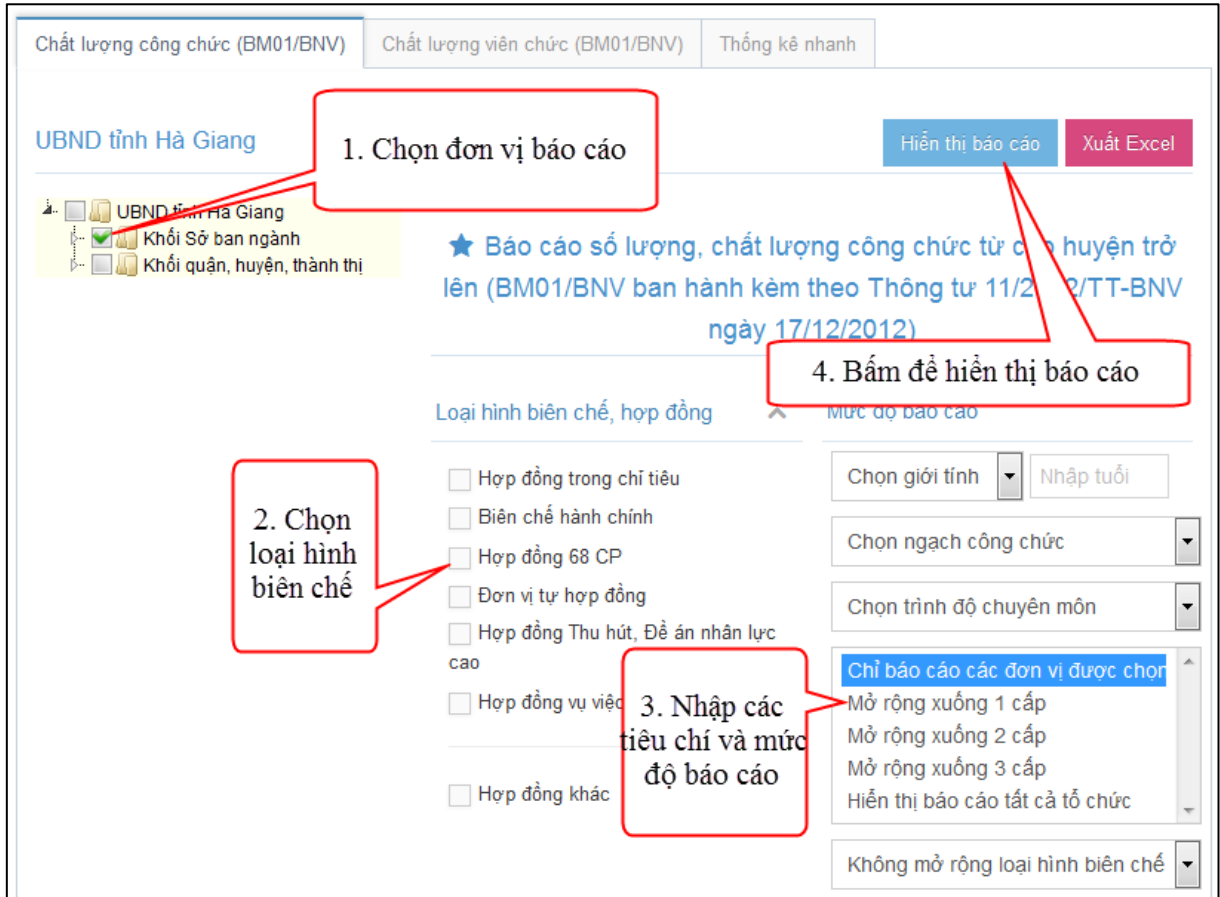 Chất lượng công chức (BM01/BNV)
Chất lượng viên chức (BM01/BNV)
Thống kê nhanh
UBND tỉnh Hà Giang
1. Chọn đơn vị báo cáo
Hiển thị báo cáo
Xuất Excel
UBND tỉnh Hà Giang
Khối Sở ban ngành
Khối quận, huyện, thành thị
Báo cáo số lượng, chất lượng công chức từ cấp huyện trở
lên (BM01/BNV ban hành kèm theo Thông tư 11/2012/TT-BNV
ngày 17/12/2012)
4. Bấm để hiển thị báo cáo
Loại hình biên chế, hợp đồng
Mức độ báo cáo
Hợp đồng trong chỉ tiêu
Biên chế hành chính
Hợp đồng 68 CP
Đơn vị tự hợp đồng
Hợp đồng Thu hút, Đề án nhân lực
cao
Hợp đồng vụ việc
Hợp đồng khác
2. Chọn
loại hình
biên chế
Chọn giới tính
Nhập tuổi
Chọn ngạch công chức
Chọn trình độ chuyên môn
Chỉ báo cáo các đơn vị được chọn
Mở rộng xuống 1 cấp
Mở rộng xuống 2 cấp
Mở rộng xuống 3 cấp
Hiển thị báo cáo tất cả tổ chức
3. Nhập các
tiêu chí và mức
độ báo cáo
Không mở rộng loại hình biên chế